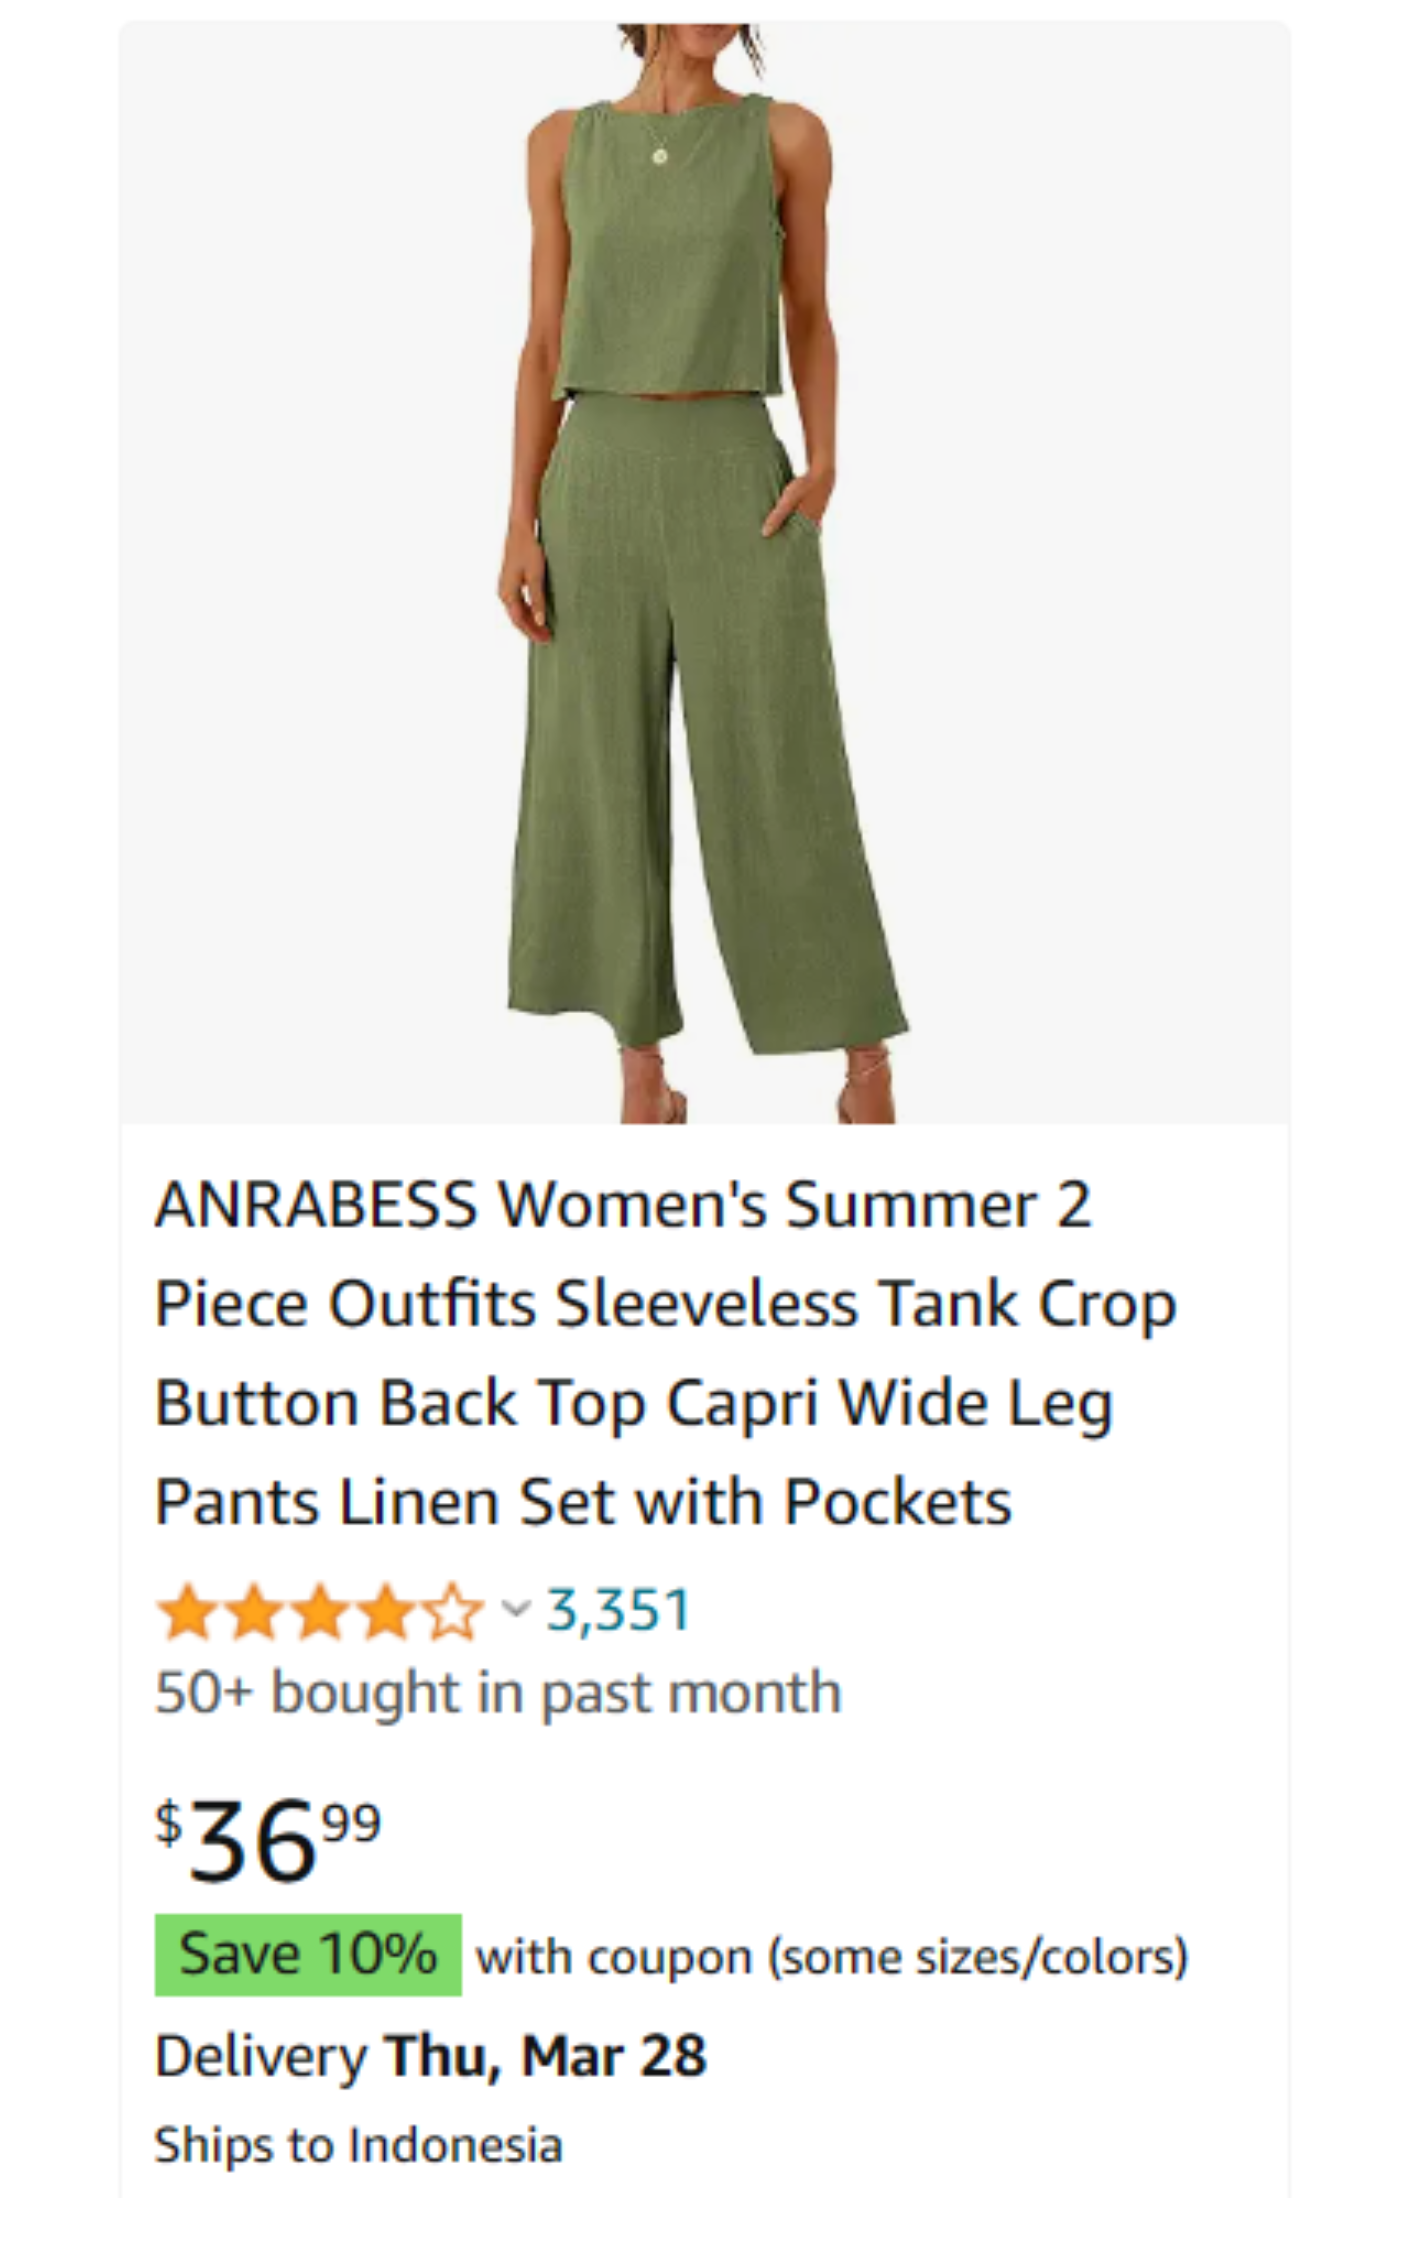 ANRABESS Women's Summer 2
Piece Outfits Sleeveless Tank Crop
Button Back Top Capri Wide Leg
Pants Linen Set with Pockets
3,351
50+ bought in past month
$36 99
Save 10% with coupon (some sizes/colors)
Delivery Thu, Mar 28
Ships to Indonesia